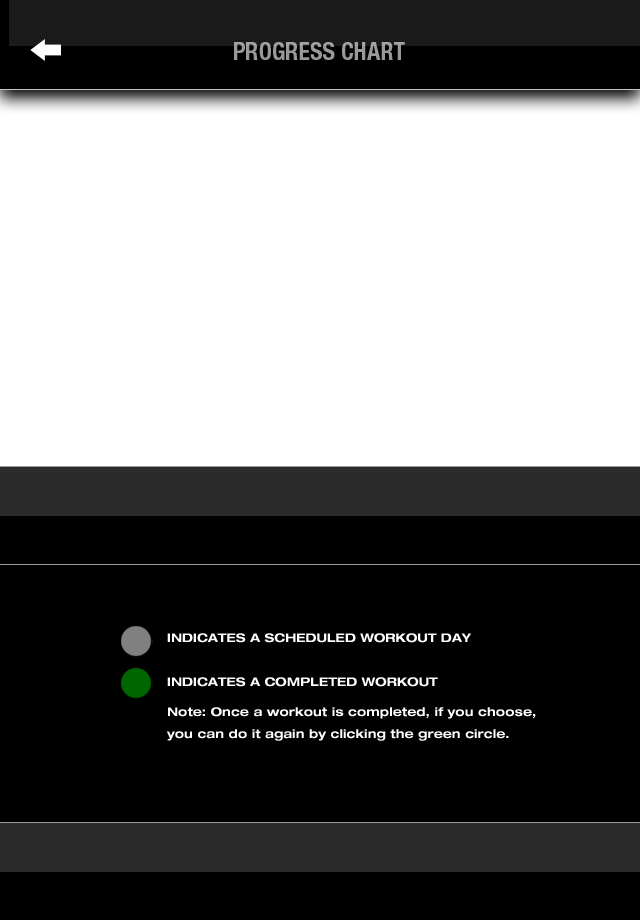 PROGRESS CHART
INDICATES A SCHEDULED WORKOUT DAY
INDICATES A COMPLETED WORKOUT
Note: Once a workout is completed, if you choose,
you can do it again by clicking the green circle.